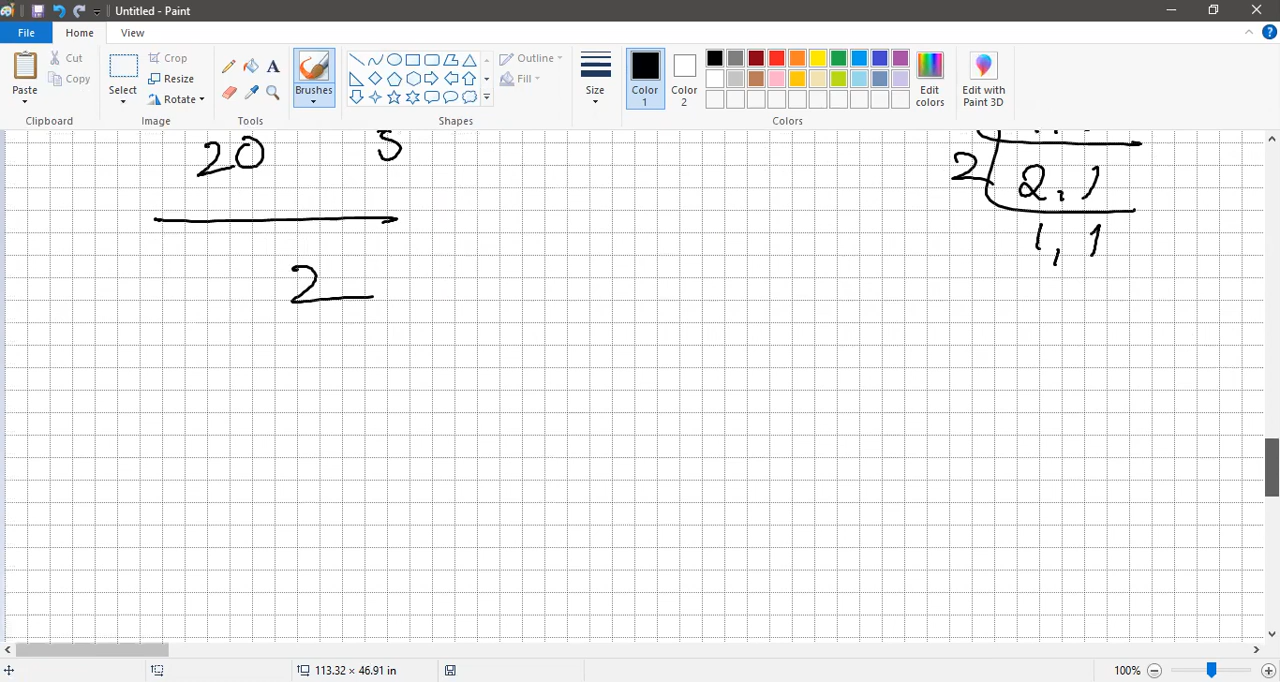 Untitled - Paint
File Home View
Paste
Cut
Copy
Clipboard
Select
Crop
Resize
Rotate
Image
A
Tools
Brushes
Shapes
Outline
Fill
Size
Color 1
Color 2
Edit colors
Edit with Paint 3D
Colors
20 5
2
2 2, 1
1, 1
113.32 × 46.91 in
100%